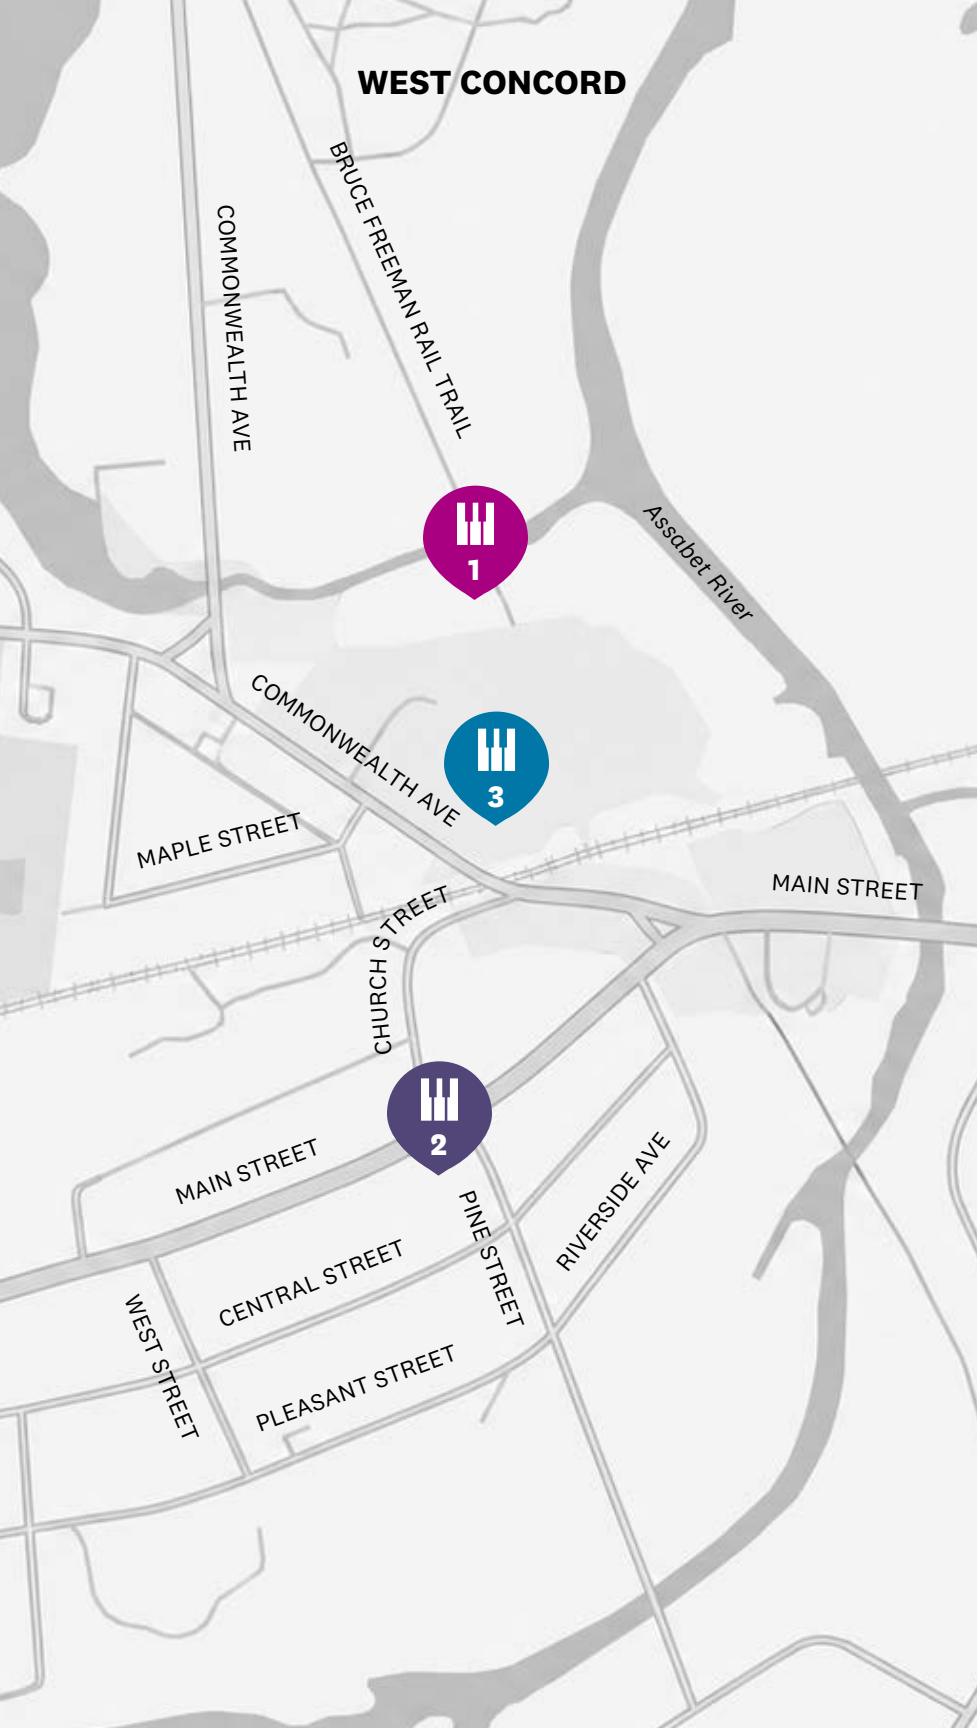 WEST CONCORD
BRUCE FREEMAN RAIL TRAIL
COMMONWEALTH AVE
Assabet River
1
COMMONWEALTH AVE
3
MAPLE STREET
MAIN STREET
CHURCH STREET
2
MAIN STREET
RIVERSIDE AVE
PINE STREET
CENTRAL STREET
WEST STREET
PLEASANT STREET